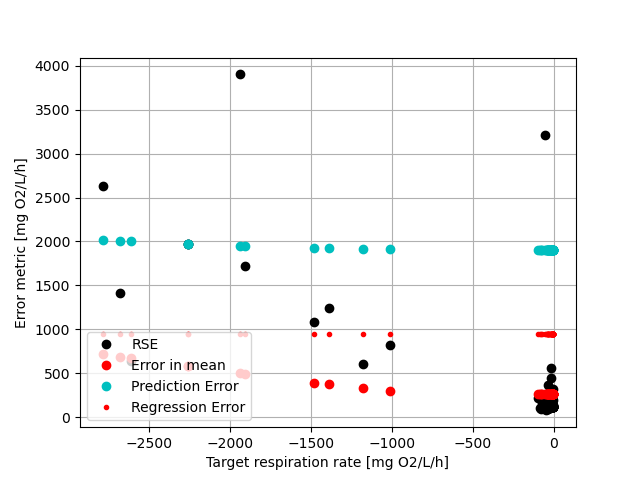 4000
3500
3000
2500
2000
1500
1000
500
0
Error metric [mg O2/L/h]
RSE
Error in mean
Prediction Error
Regression Error
−2500 −2000 −1500 −1000 −500 0
Target respiration rate [mg O2/L/h]